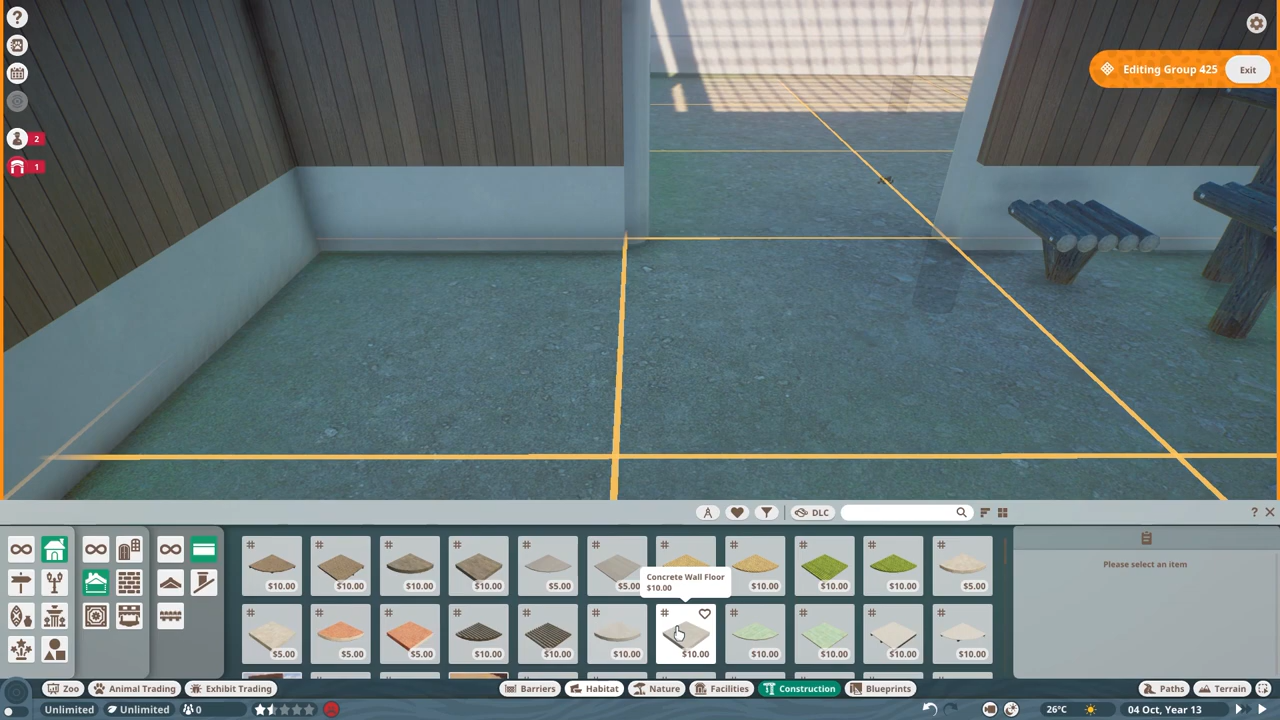 ?
Editing Group 425 Exit
2
1
DLC
?
$10.00 $10.00 $10.00 $10.00 $5.00 $5.00 $10.00 $10.00 $10.00 $5.00
Please select an item
Concrete Wall Floor
$10.00
$5.00 $5.00 $5.00 $10.00 $10.00 $10.00 $10.00 $10.00 $10.00 $10.00 $10.00
Zoo Animal Trading Exhibit Trading Barriers Habitat Nature Facilities Construction Blueprints Paths Terrain
Unlimited Unlimited 0 26°C 04 Oct, Year 13